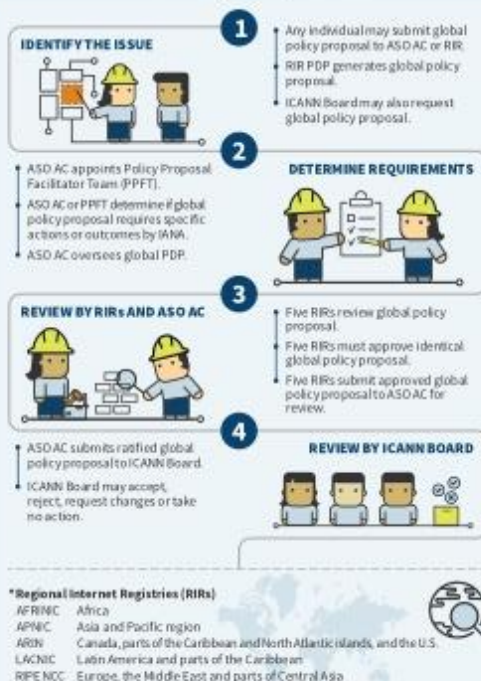 1
IDENTIFY THE ISSUE
• Any individual may submit global
policy proposal to ASO AC or RIR.
• RIR PDP generates global policy
proposal.
• ICANN Board may also request
global policy proposal.
2
DETERMINE REQUIREMENTS
• ASO AC appoints Policy Proposal
Facilitator Team (PPFT).
• ASO AC or PPFT determine if global
policy proposal requires specific
actions or outcomes by IANA.
• ASO AC oversees global PDP.
3
REVIEW BY RIRs AND ASO AC
• Five RIRs review global policy
proposal.
• Five RIRs must approve identical
global policy proposal.
• Five RIRs submit approved global
policy proposal to ASO AC for
review.
4
REVIEW BY ICANN BOARD
• ASO AC submits ratified global
policy proposal to ICANN Board.
• ICANN Board may accept,
reject, request changes or take
no action.
*Regional Internet Registries (RIRs)
AFRINIC Africa
APNIC Asia and Pacific region
ARIN Canada, parts of the Caribbean and North Atlantic islands, and the U.S.
LACNIC Latin America and parts of the Caribbean
RIPE NCC Europe, the Middle East and parts of Central Asia